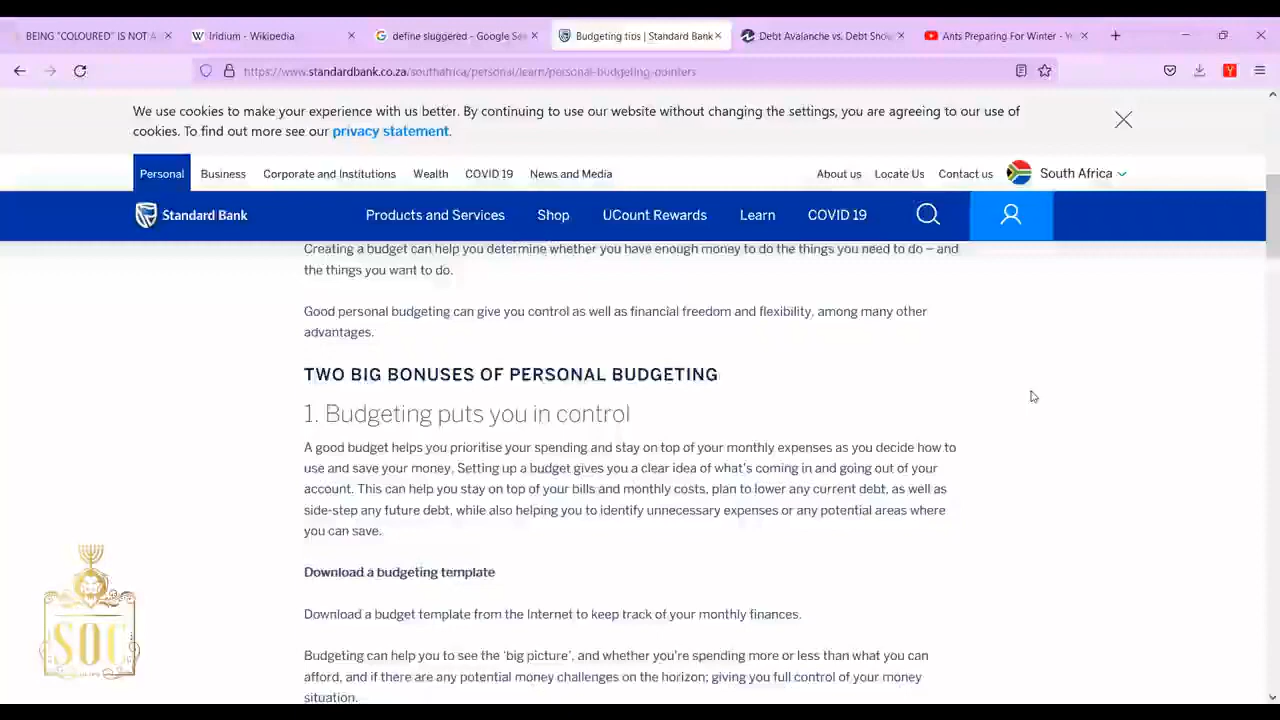 BEING "COLOURED" IS NOT A
Iridium - Wikipedia
define sluggered - Google Se
Budgeting tips | Standard Bank
Debt Avalanche vs. Debt Snow
Ants Preparing For Winter - Y
https://www.standardbank.co.za/southafrica/personal/learn/personal-budgeting-pointers
We use cookies to make your experience with us better. By continuing to use our website without changing the settings, you are agreeing to our use of
cookies. To find out more see our privacy statement.
Personal Business Corporate and Institutions Wealth COVID 19 News and Media About us Locate Us Contact us South Africa
Standard Bank Products and Services Shop UCount Rewards Learn COVID 19
Creating a budget can help you determine whether you have enough money to do the things you need to do – and
the things you want to do.
Good personal budgeting can give you control as well as financial freedom and flexibility, among many other
advantages.
TWO BIG BONUSES OF PERSONAL BUDGETING
1. Budgeting puts you in control
A good budget helps you prioritise your spending and stay on top of your monthly expenses as you decide how to
use and save your money. Setting up a budget gives you a clear idea of what's coming in and going out of your
account. This can help you stay on top of your bills and monthly costs, plan to lower any current debt, as well as
side-step any future debt, while also helping you to identify unnecessary expenses or any potential areas where
you can save.
Download a budgeting template
Download a budget template from the Internet to keep track of your monthly finances.
Budgeting can help you to see the 'big picture', and whether you're spending more or less than what you can
afford, and if there are any potential money challenges on the horizon; giving you full control of your money
situation.
SOC